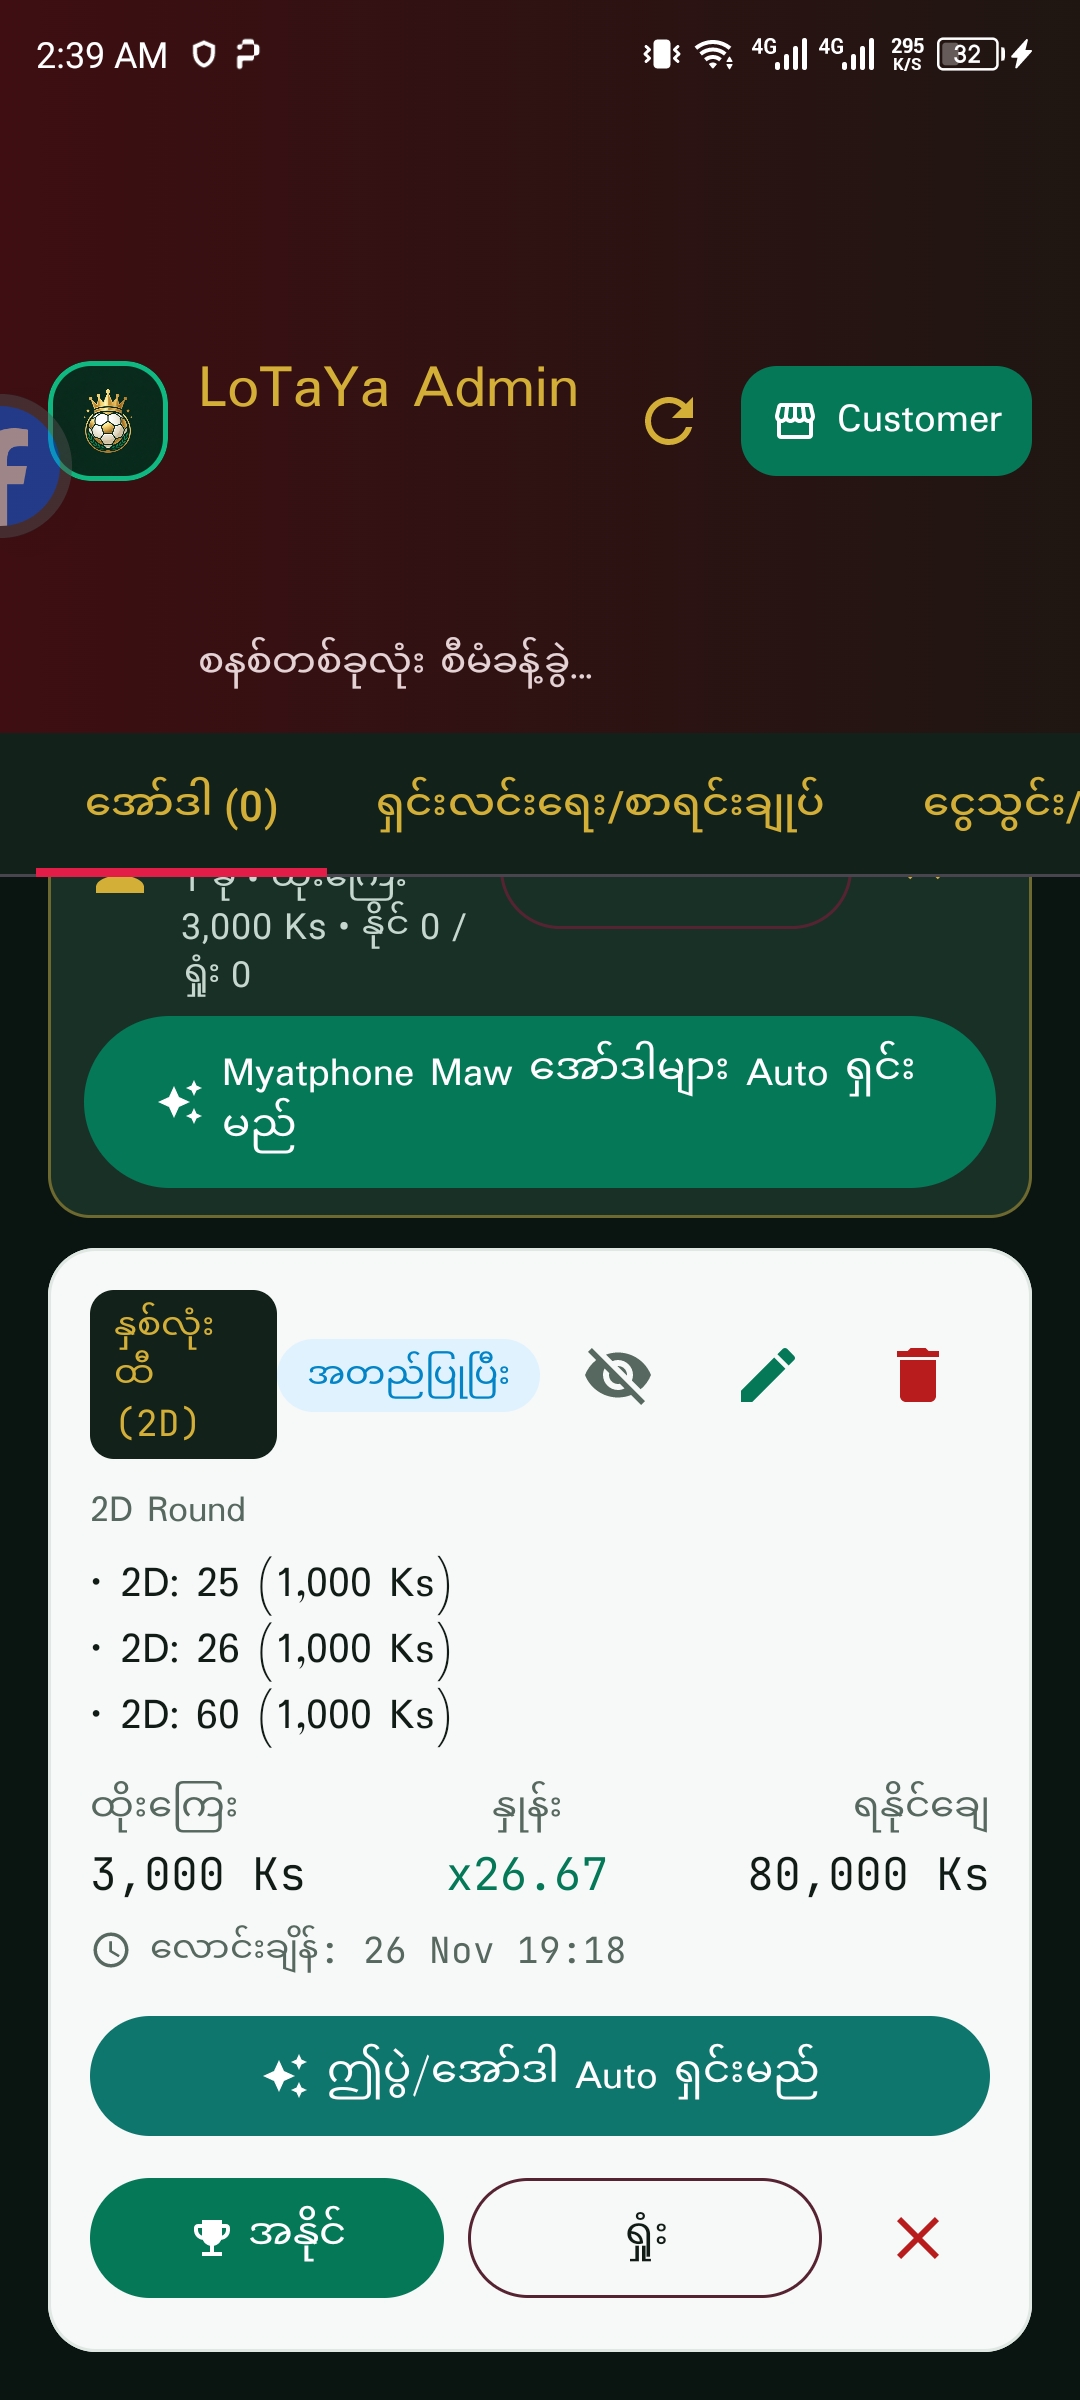 2:39 AM
4G 4G 295 K/S 32
LoTaYa Admin
Customer
စနစ်တစ်ခုလုံး စီမံခန့်ခွဲ...
အော်ဒါ (0) ရှင်းလင်းရေး/စာရင်းချုပ် ငွေသွင်း/
1 ခု • ထိုးကြေး
3,000 Ks • နိုင် 0 /
ရှုံး 0
Myatphone Maw အော်ဒါများ Auto ရှင်း
မည်
နှစ်လုံး
ထီ
(2D)
အတည်ပြုပြီး
2D Round
• 2D: 25 (1,000 Ks)
• 2D: 26 (1,000 Ks)
• 2D: 60 (1,000 Ks)
ထိုးကြေး နှုန်း ရနိုင်ချေ
3,000 Ks x26.67 80,000 Ks
လောင်းချိန်: 26 Nov 19:18
ဤပွဲ/အော်ဒါ Auto ရှင်းမည်
အနိုင် ရှုံး